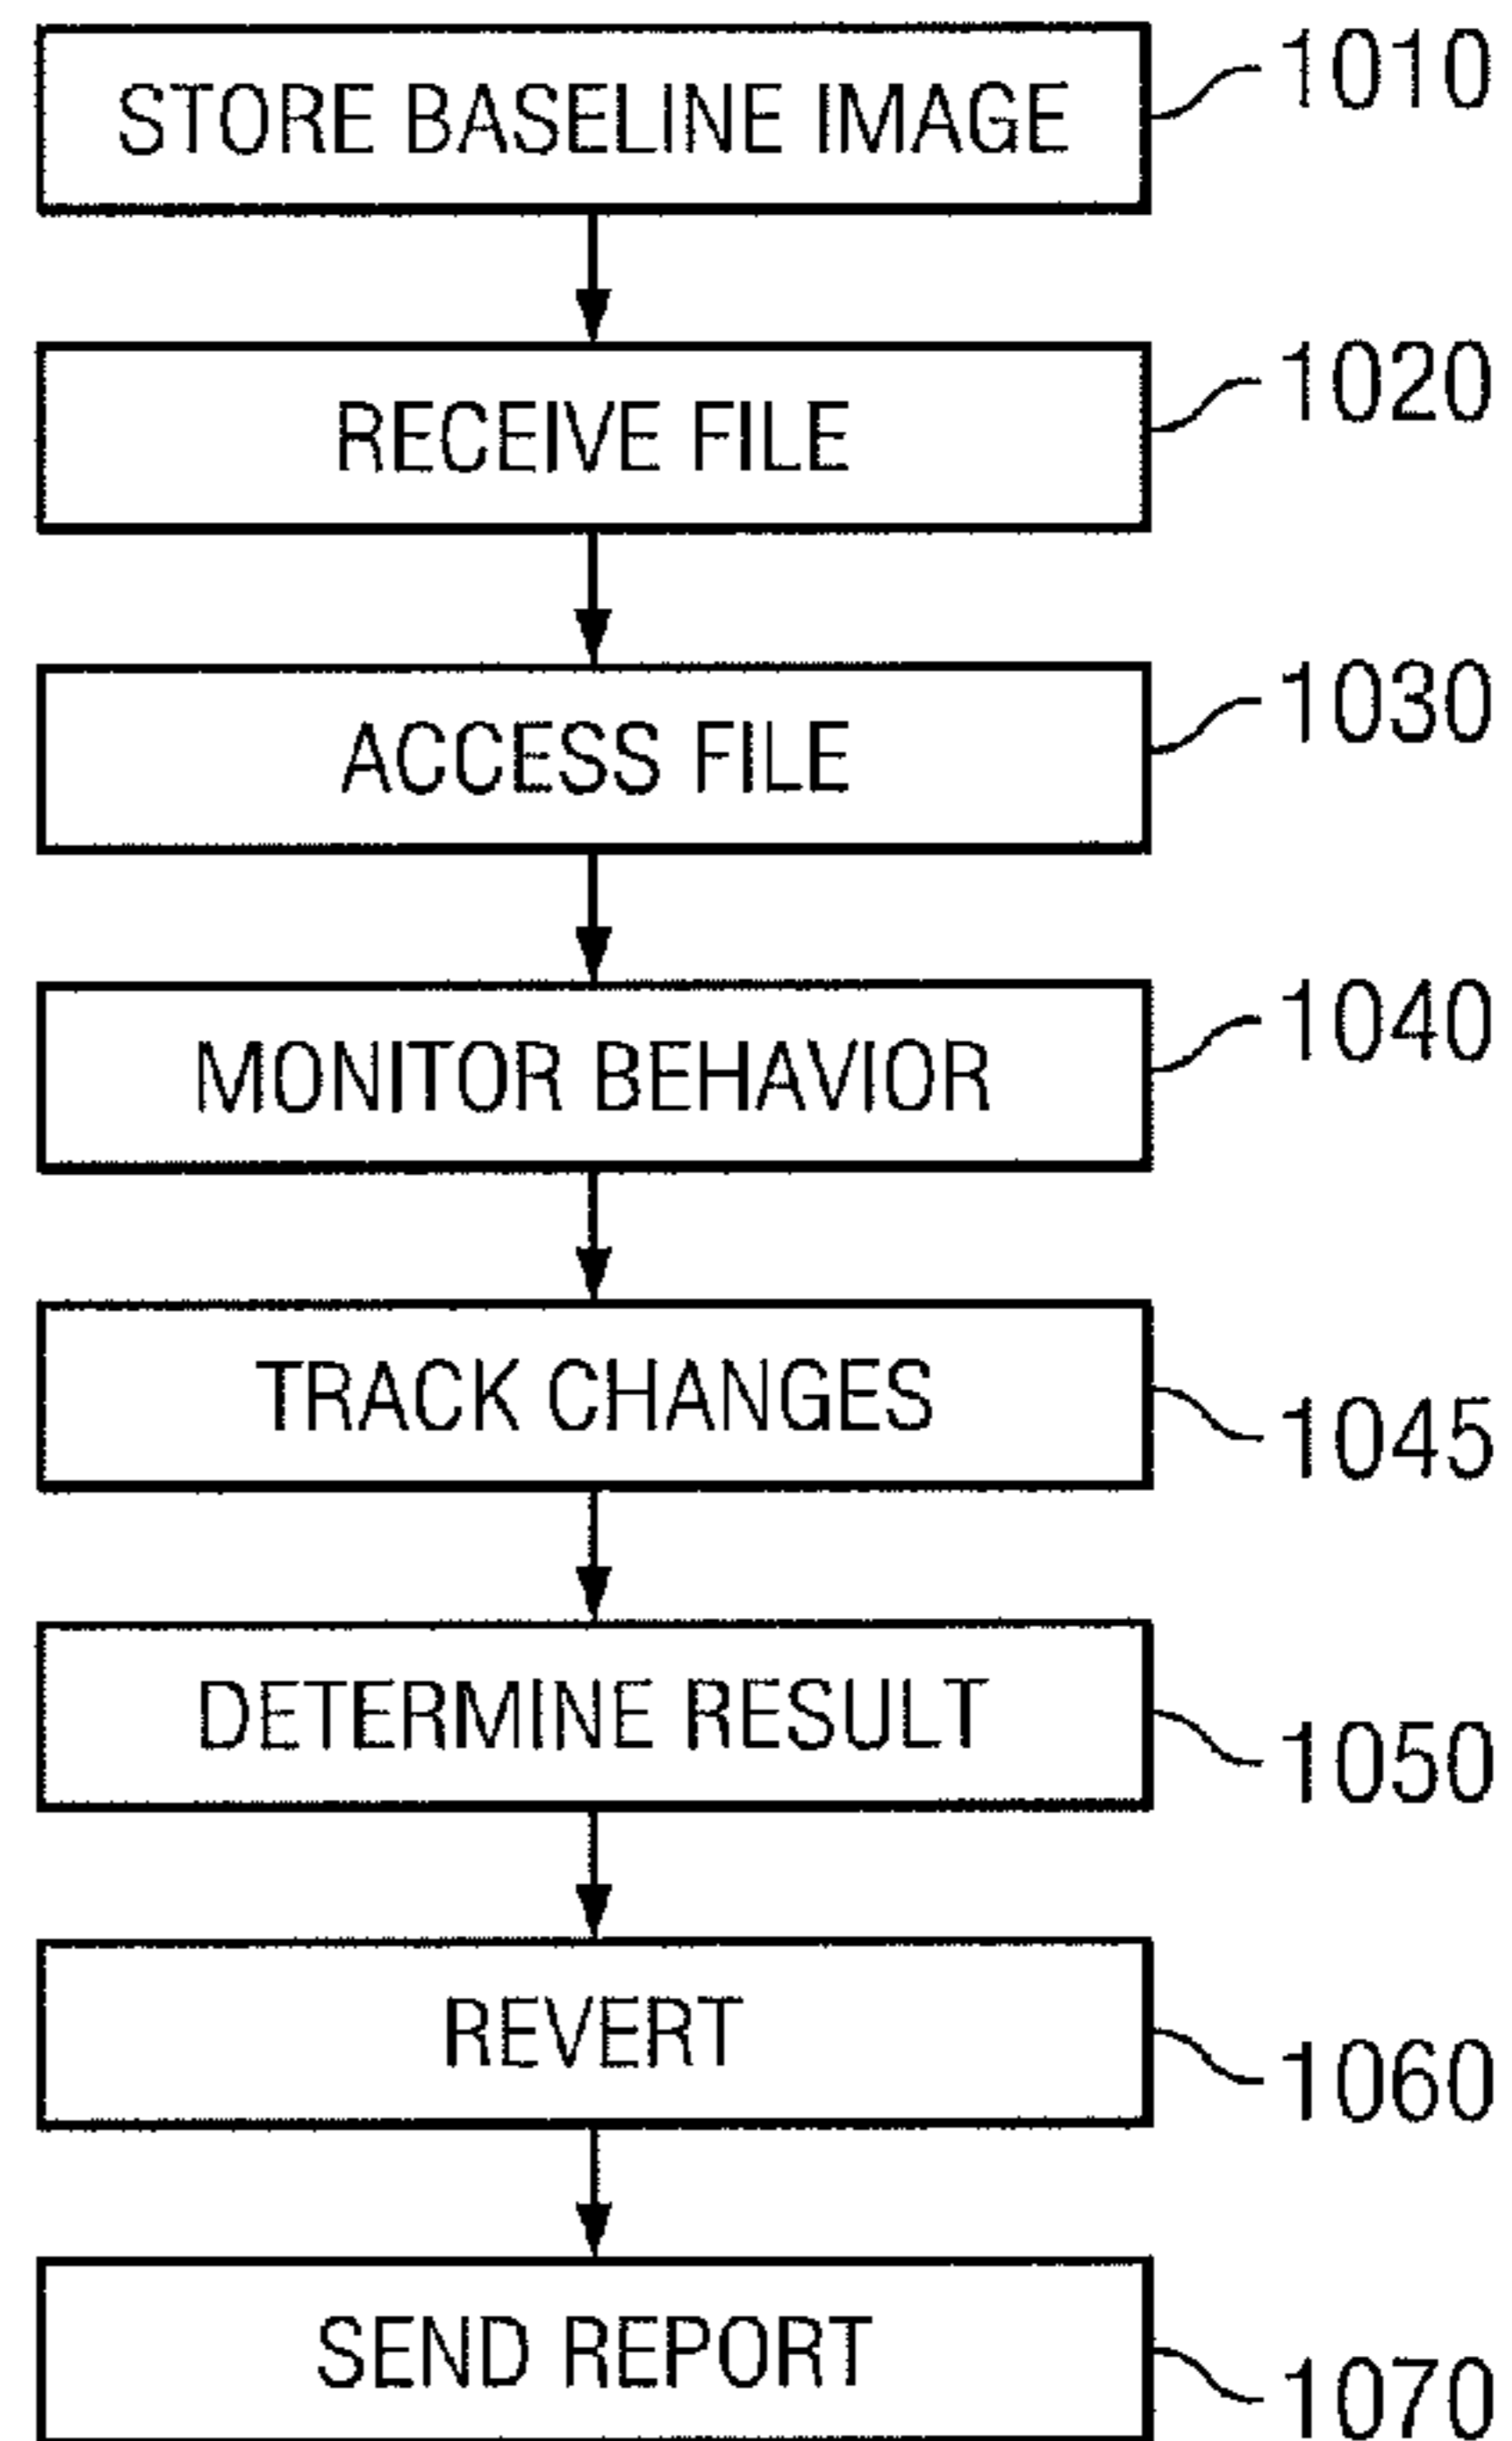 STORE BASELINE IMAGE 1010
RECEIVE FILE 1020
ACCESS FILE 1030
MONITOR BEHAVIOR 1040
TRACK CHANGES 1045
DETERMINE RESULT 1050
REVERT 1060
SEND REPORT 1070